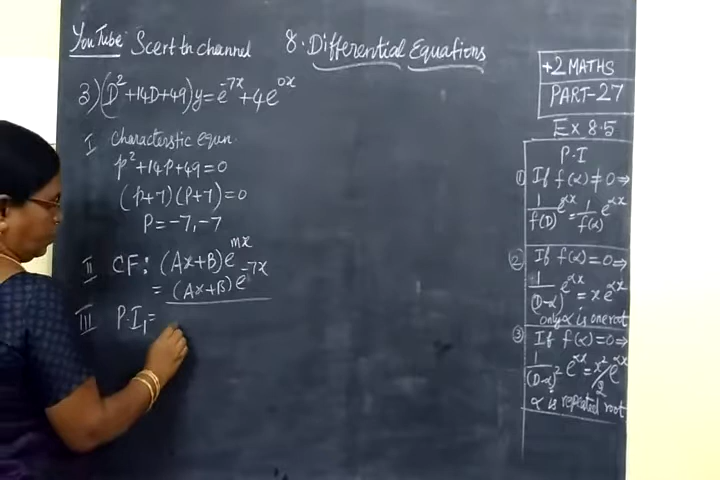 YouTube Scert tn channel
8. Differential Equations
3) (D² + 14D + 49) y = e^{-7x} + 4e^{0x}
I Characterstic equn.
p² + 14p + 49 = 0
(p+7)(p+7) = 0
P = -7, -7
II CF: (Ax+B) e^{mx}
= (Ax+B) e^{-7x}
III P.I₁ =
+2 MATHS
PART-27
Ex 8.5
P.I
① If f(α) ≠ 0 ⇒
1/f(D) e^{αx} = 1/f(α) e^{αx}
② If f(α) = 0 ⇒
1/(D-α) e^{αx} = x e^{αx}
only α is one root
③ If f(α) = 0 ⇒
1/(D-α)² e^{αx} = x²/2 e^{αx}
α is repeated root